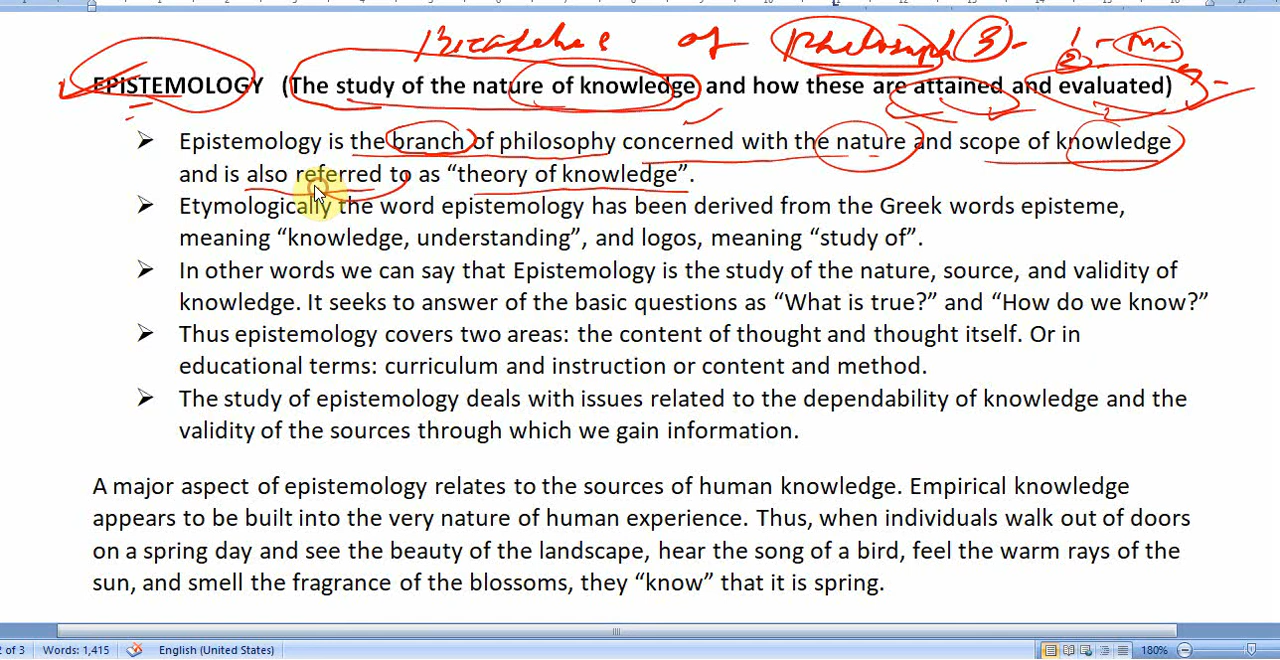 of Philosophy (3)-
EPISTEMOLOGY (The study of the nature of knowledge and how these are attained and evaluated)
➤ Epistemology is the branch of philosophy concerned with the nature and scope of knowledge
and is also referred to as “theory of knowledge”.
➤ Etymologically the word epistemology has been derived from the Greek words episteme,
meaning “knowledge, understanding”, and logos, meaning “study of”.
➤ In other words we can say that Epistemology is the study of the nature, source, and validity of
knowledge. It seeks to answer of the basic questions as “What is true?” and “How do we know?”
➤ Thus epistemology covers two areas: the content of thought and thought itself. Or in
educational terms: curriculum and instruction or content and method.
➤ The study of epistemology deals with issues related to the dependability of knowledge and the
validity of the sources through which we gain information.
A major aspect of epistemology relates to the sources of human knowledge. Empirical knowledge
appears to be built into the very nature of human experience. Thus, when individuals walk out of doors
on a spring day and see the beauty of the landscape, hear the song of a bird, feel the warm rays of the
sun, and smell the fragrance of the blossoms, they “know” that it is spring.
of 3 Words: 1,415 English (United States) 180%